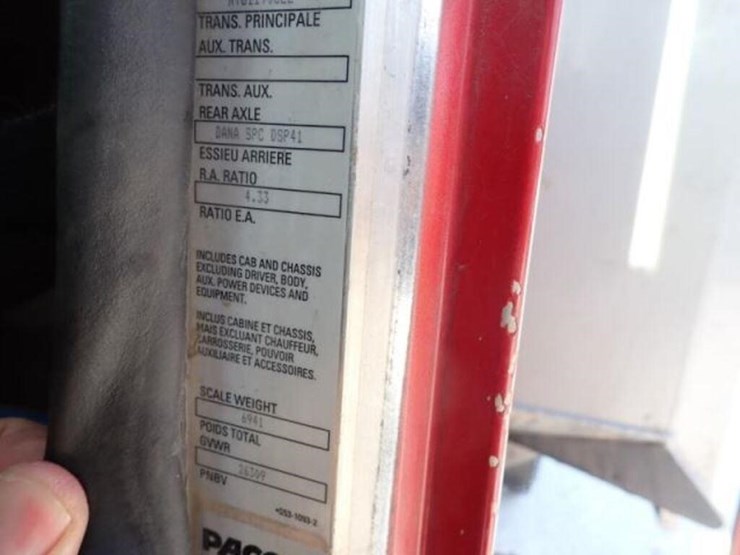 TRANS. PRINCIPALE
AUX. TRANS.
TRANS. AUX.
REAR AXLE
DANA SPC DSP41
ESSIEU ARRIERE
R.A. RATIO
4.33
RATIO E.A.
INCLUDES CAB AND CHASSIS
EXCLUDING DRIVER, BODY,
AUX. POWER DEVICES AND
EQUIPMENT.
INCLUS CABINE ET CHASSIS,
MAIS EXCLUANT CHAUFFEUR,
CARROSSERIE, POUVOIR
AUXILIAIRE ET ACCESSOIRES.
SCALE WEIGHT
6941
POIDS TOTAL
GVWR
26309
PNBV